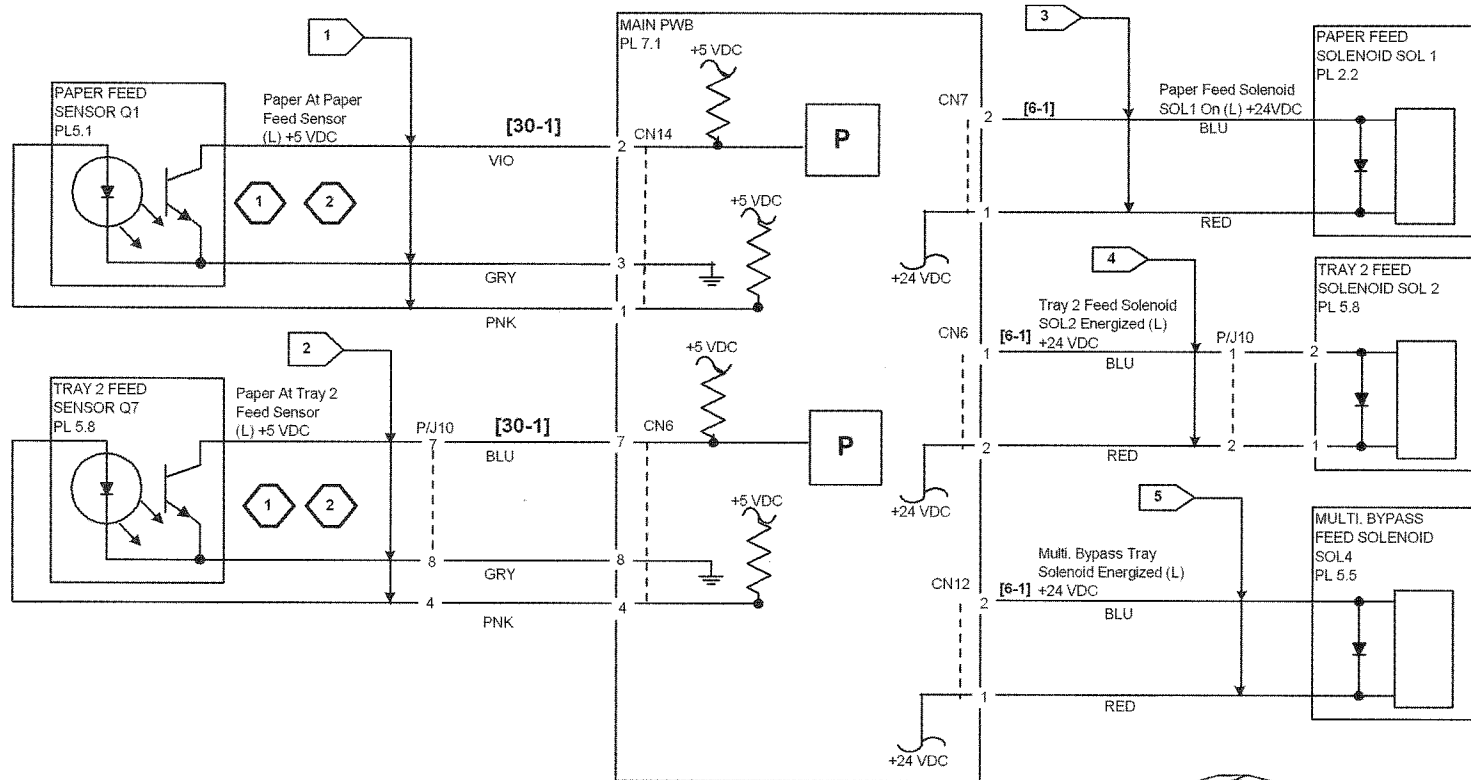 1
PAPER FEED
SENSOR Q1
PL5.1
Paper At Paper
Feed Sensor
(L) +5 VDC
[30-1]
VIO
2
CN14
1
2
GRY
3
PNK
1
MAIN PWB
PL 7.1
+5 VDC
P
+5 VDC
2
TRAY 2 FEED
SENSOR Q7
PL 5.8
Paper At Tray 2
Feed Sensor
(L) +5 VDC
P/J10
7
[30-1]
BLU
7
CN6
1
2
8
GRY
8
4
PNK
4
+5 VDC
P
+5 VDC
3
CN7
2
[6-1]
Paper Feed Solenoid
SOL1 On (L) +24VDC
BLU
1
RED
+24 VDC
PAPER FEED
SOLENOID SOL 1
PL 2.2
4
Tray 2 Feed Solenoid
SOL2 Energized (L)
+24 VDC
CN6
1
[6-1]
BLU
P/J10
1
2
2
RED
2
1
+24 VDC
TRAY 2 FEED
SOLENOID SOL 2
PL 5.8
5
Multi. Bypass Tray
Solenoid Energized (L)
+24 VDC
CN12
2
[6-1]
BLU
1
RED
+24 VDC
MULTI. BYPASS
FEED SOLENOID
SOL4
PL 5.5